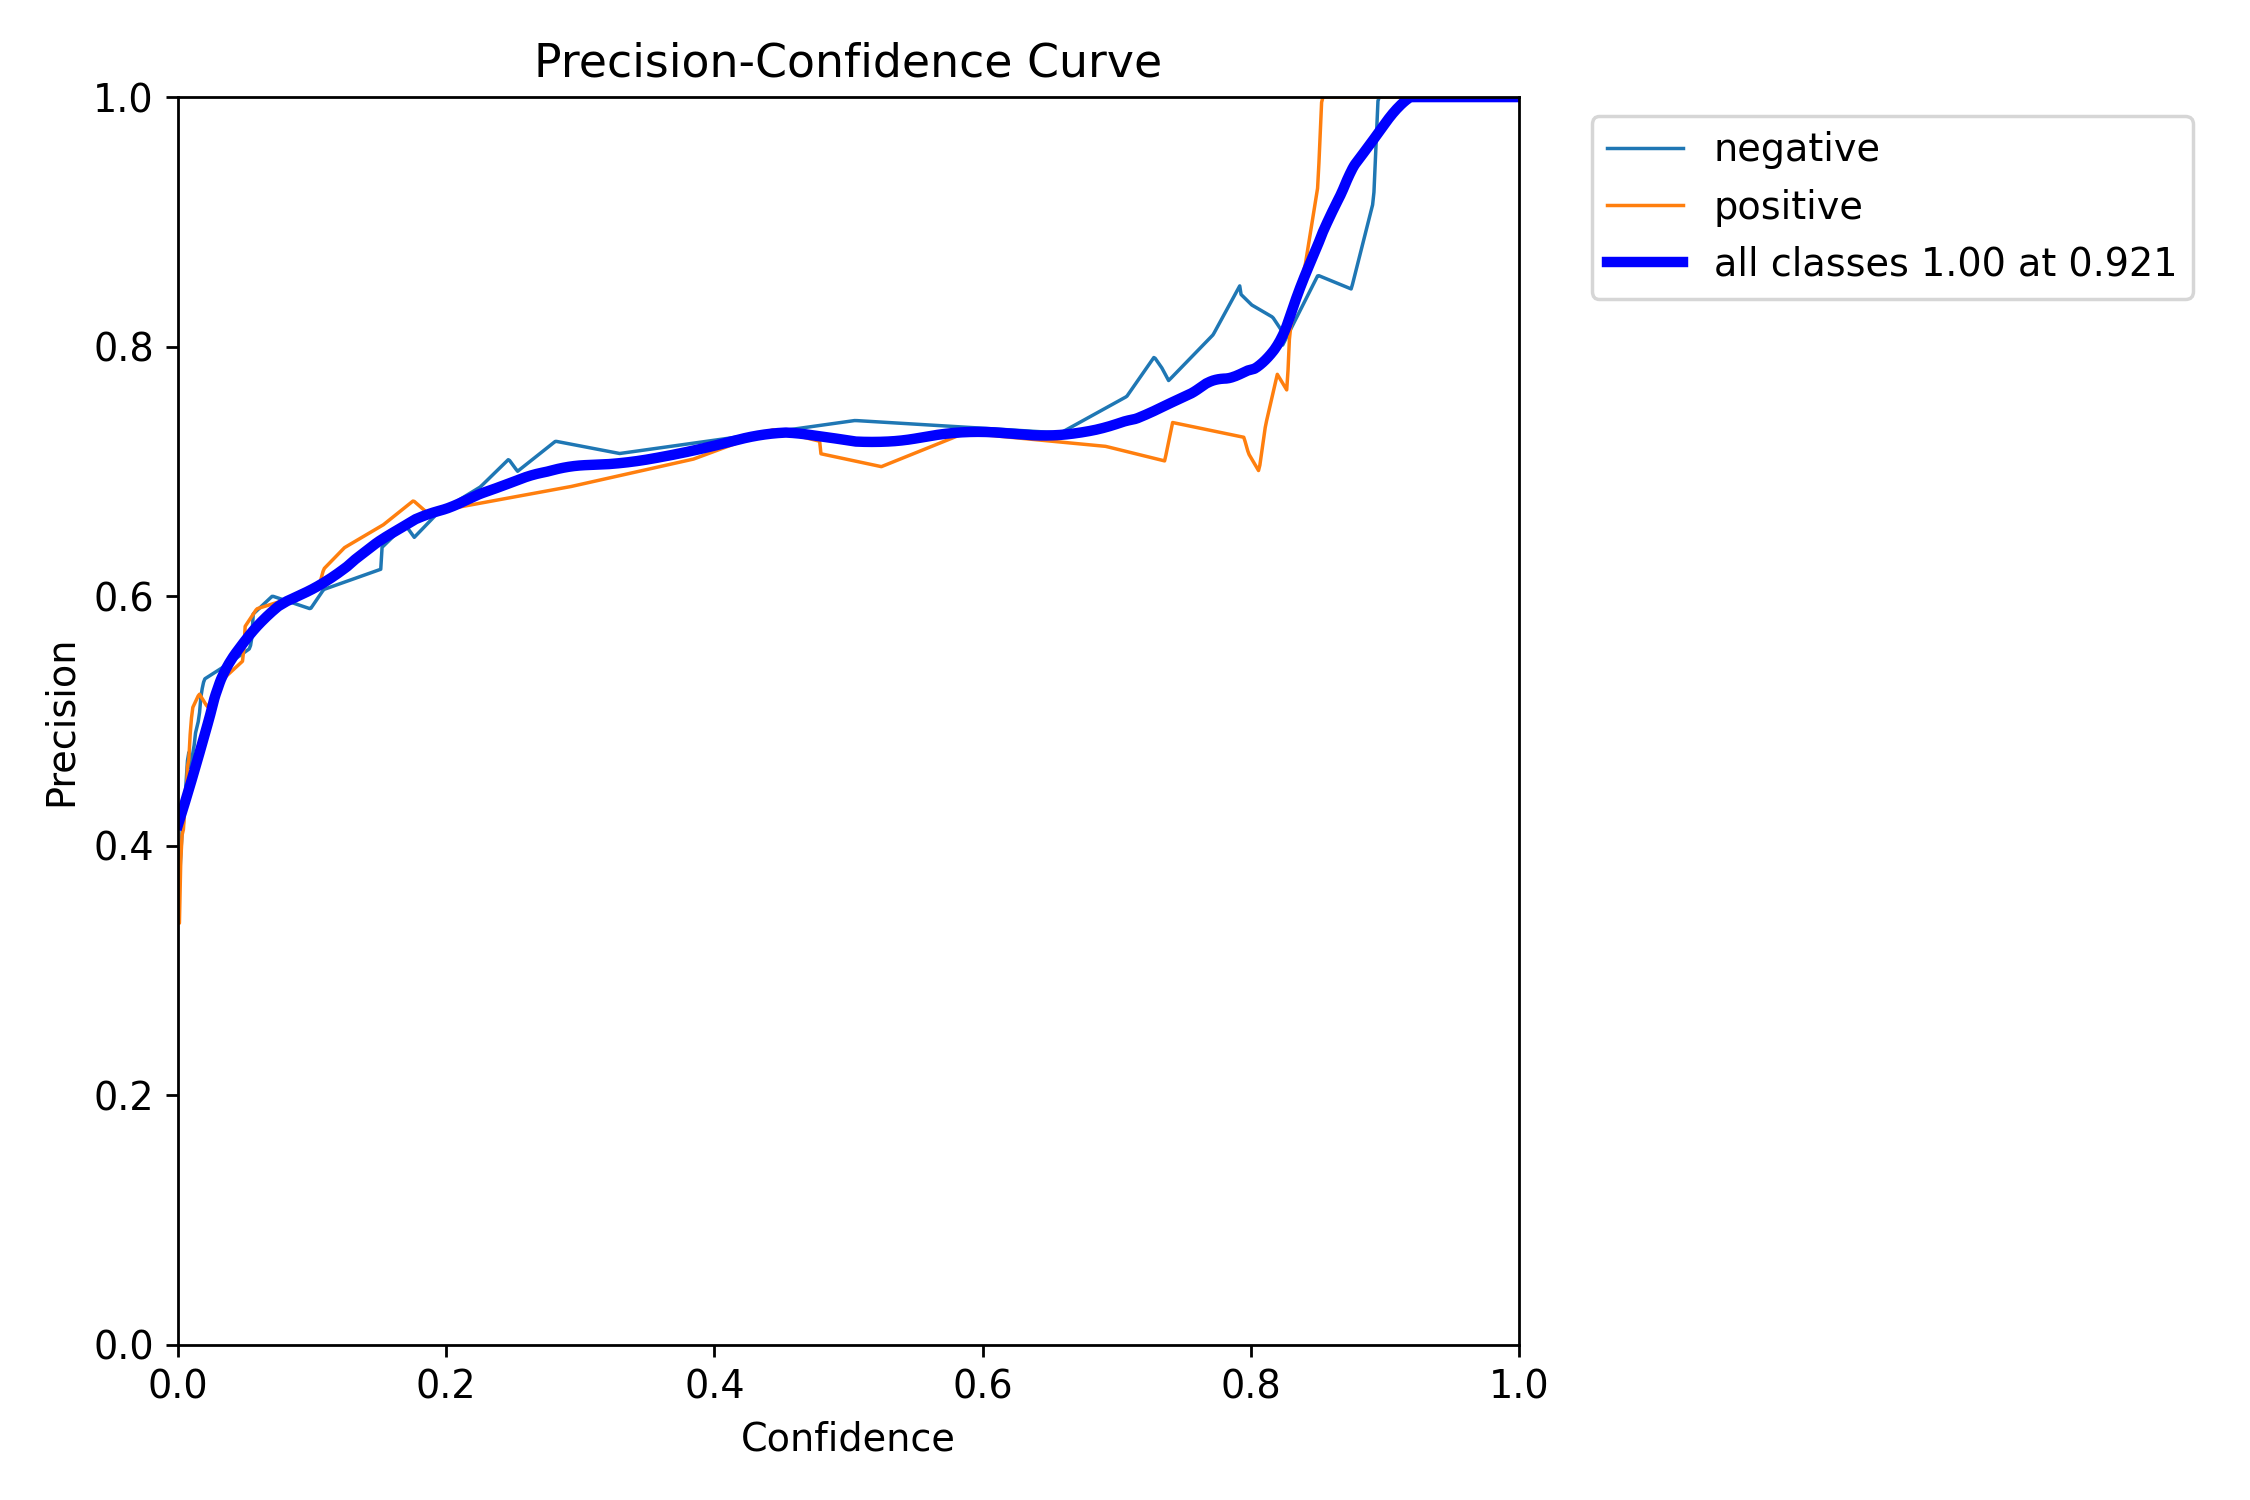 Precision-Confidence Curve
1.0
0.8
0.6
0.4
0.2
0.0
Precision
0.0 0.2 0.4 0.6 0.8 1.0
Confidence
negative
positive
all classes 1.00 at 0.921